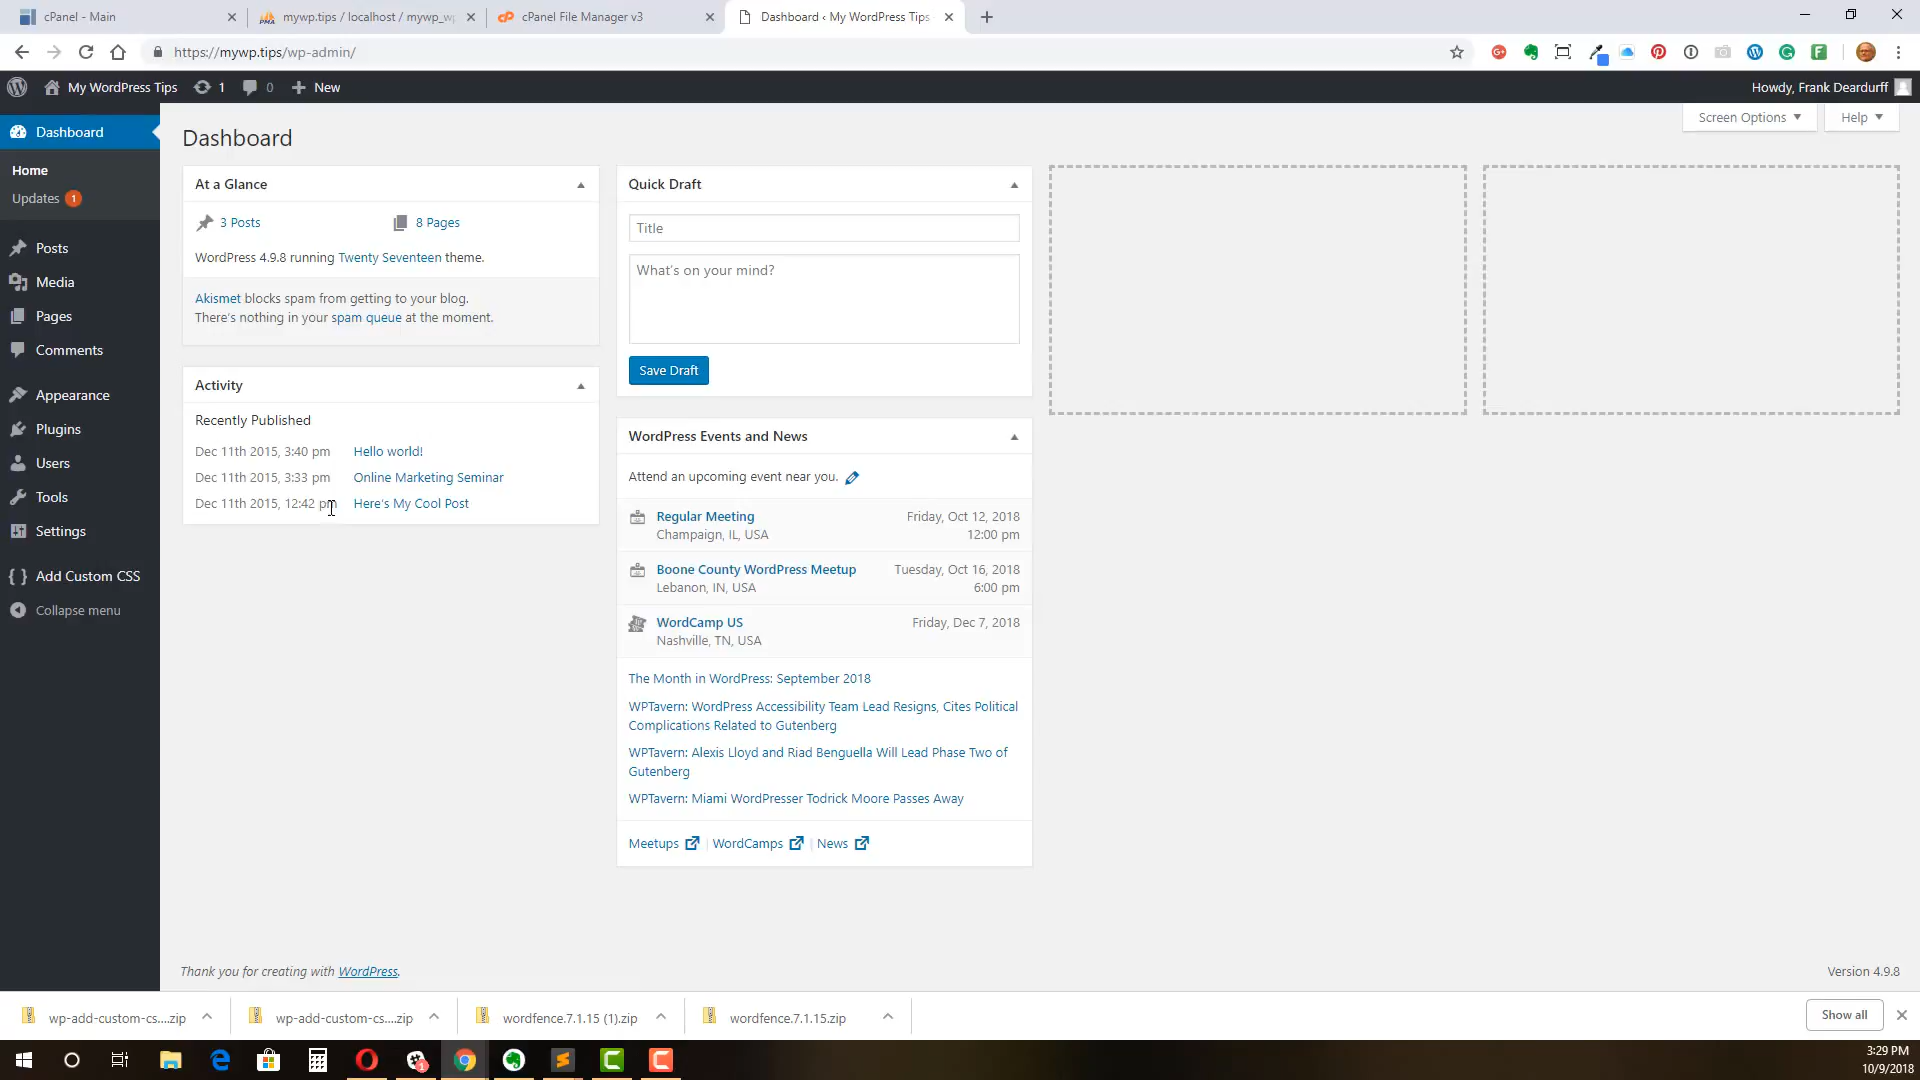 cPanel - Main
mywp.tips / localhost / mywp_wp
cPanel File Manager v3
Dashboard ‹ My WordPress Tips
https://mywp.tips/wp-admin/
My WordPress Tips
1
0
New
Howdy, Frank Deardurff
Screen Options
Help
Dashboard
Home
Updates 1
Posts
Media
Pages
Comments
Appearance
Plugins
Users
Tools
Settings
Add Custom CSS
Collapse menu
Dashboard
At a Glance
3 Posts
8 Pages
WordPress 4.9.8 running Twenty Seventeen theme.
Akismet blocks spam from getting to your blog.
There's nothing in your spam queue at the moment.
Activity
Recently Published
Dec 11th 2015, 3:40 pm Hello world!
Dec 11th 2015, 3:33 pm Online Marketing Seminar
Dec 11th 2015, 12:42 pm Here's My Cool Post
Quick Draft
Title
What's on your mind?
Save Draft
WordPress Events and News
Attend an upcoming event near you.
Regular Meeting Friday, Oct 12, 2018
Champaign, IL, USA 12:00 pm
Boone County WordPress Meetup Tuesday, Oct 16, 2018
Lebanon, IN, USA 6:00 pm
WordCamp US Friday, Dec 7, 2018
Nashville, TN, USA
The Month in WordPress: September 2018
WPTavern: WordPress Accessibility Team Lead Resigns, Cites Political
Complications Related to Gutenberg
WPTavern: Alexis Lloyd and Riad Benguella Will Lead Phase Two of
Gutenberg
WPTavern: Miami WordPresser Todrick Moore Passes Away
Meetups | WordCamps | News
Thank you for creating with WordPress.
Version 4.9.8
wp-add-custom-cs....zip
wp-add-custom-cs....zip
wordfence.7.1.15 (1).zip
wordfence.7.1.15.zip
Show all
3:29 PM
10/9/2018